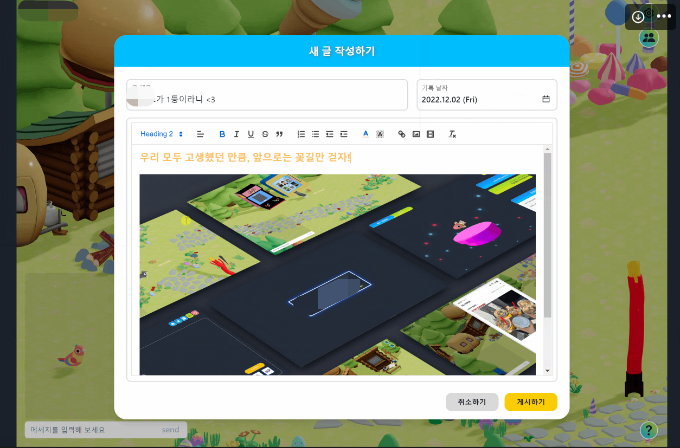 새 글 작성하기
가 1등이라니 <3
기록 날짜
2022.12.02 (Fri)
Heading 2
우리 모두 고생했던 만큼, 앞으로는 꽃길만 걷자!
취소하기
게시하기
메세지를 입력해 보세요
send